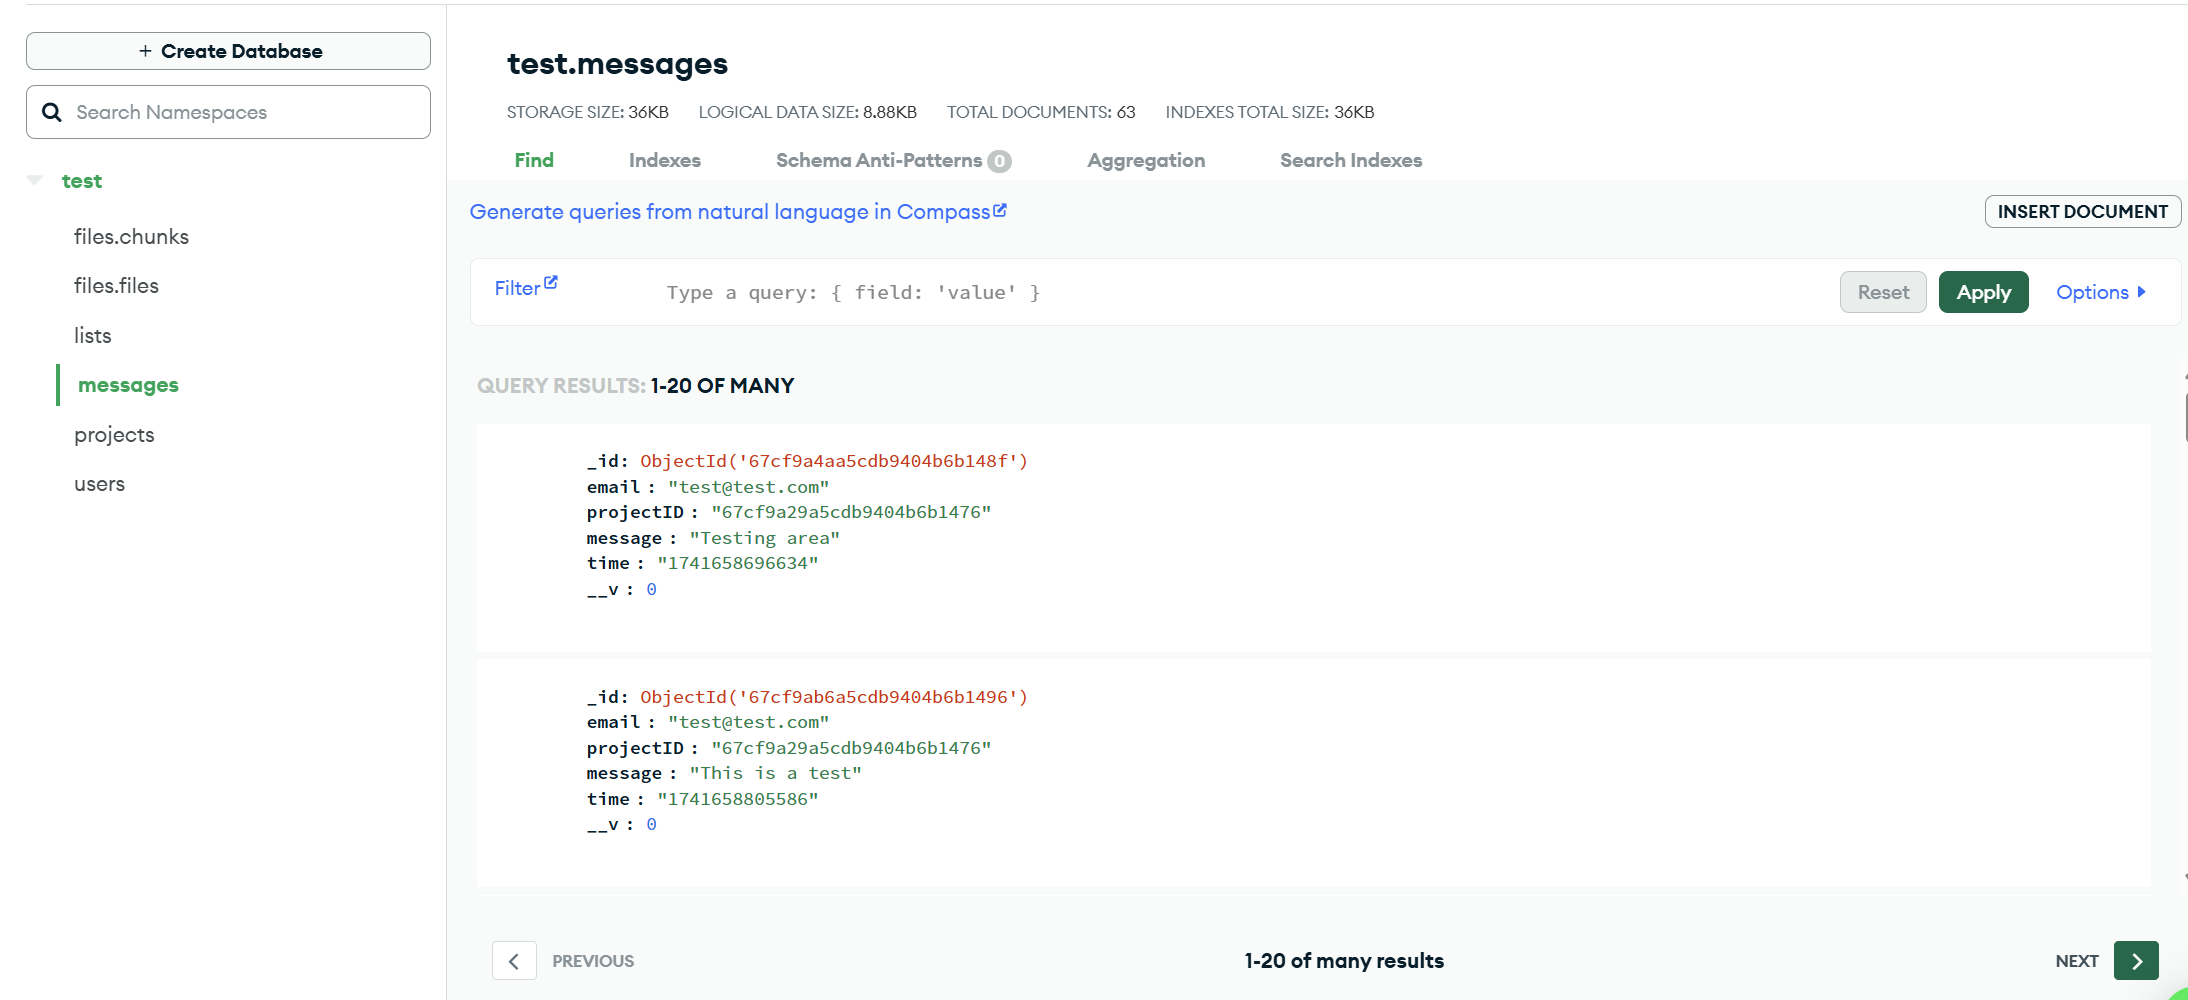 + Create Database
Search Namespaces
test
files.chunks
files.files
lists
messages
projects
users
test.messages
STORAGE SIZE: 36KB LOGICAL DATA SIZE: 8.88KB TOTAL DOCUMENTS: 63 INDEXES TOTAL SIZE: 36KB
Find Indexes Schema Anti-Patterns 0 Aggregation Search Indexes
Generate queries from natural language in Compass
INSERT DOCUMENT
Filter Type a query: { field: 'value' } Reset Apply Options
QUERY RESULTS: 1-20 OF MANY
_id: ObjectId('67cf9a4aa5cdb9404b6b148f')
email : "test@test.com"
projectID : "67cf9a29a5cdb9404b6b1476"
message : "Testing area"
time : "1741658696634"
__v : 0
_id: ObjectId('67cf9ab6a5cdb9404b6b1496')
email : "test@test.com"
projectID : "67cf9a29a5cdb9404b6b1476"
message : "This is a test"
time : "1741658805586"
__v : 0
PREVIOUS 1-20 of many results NEXT